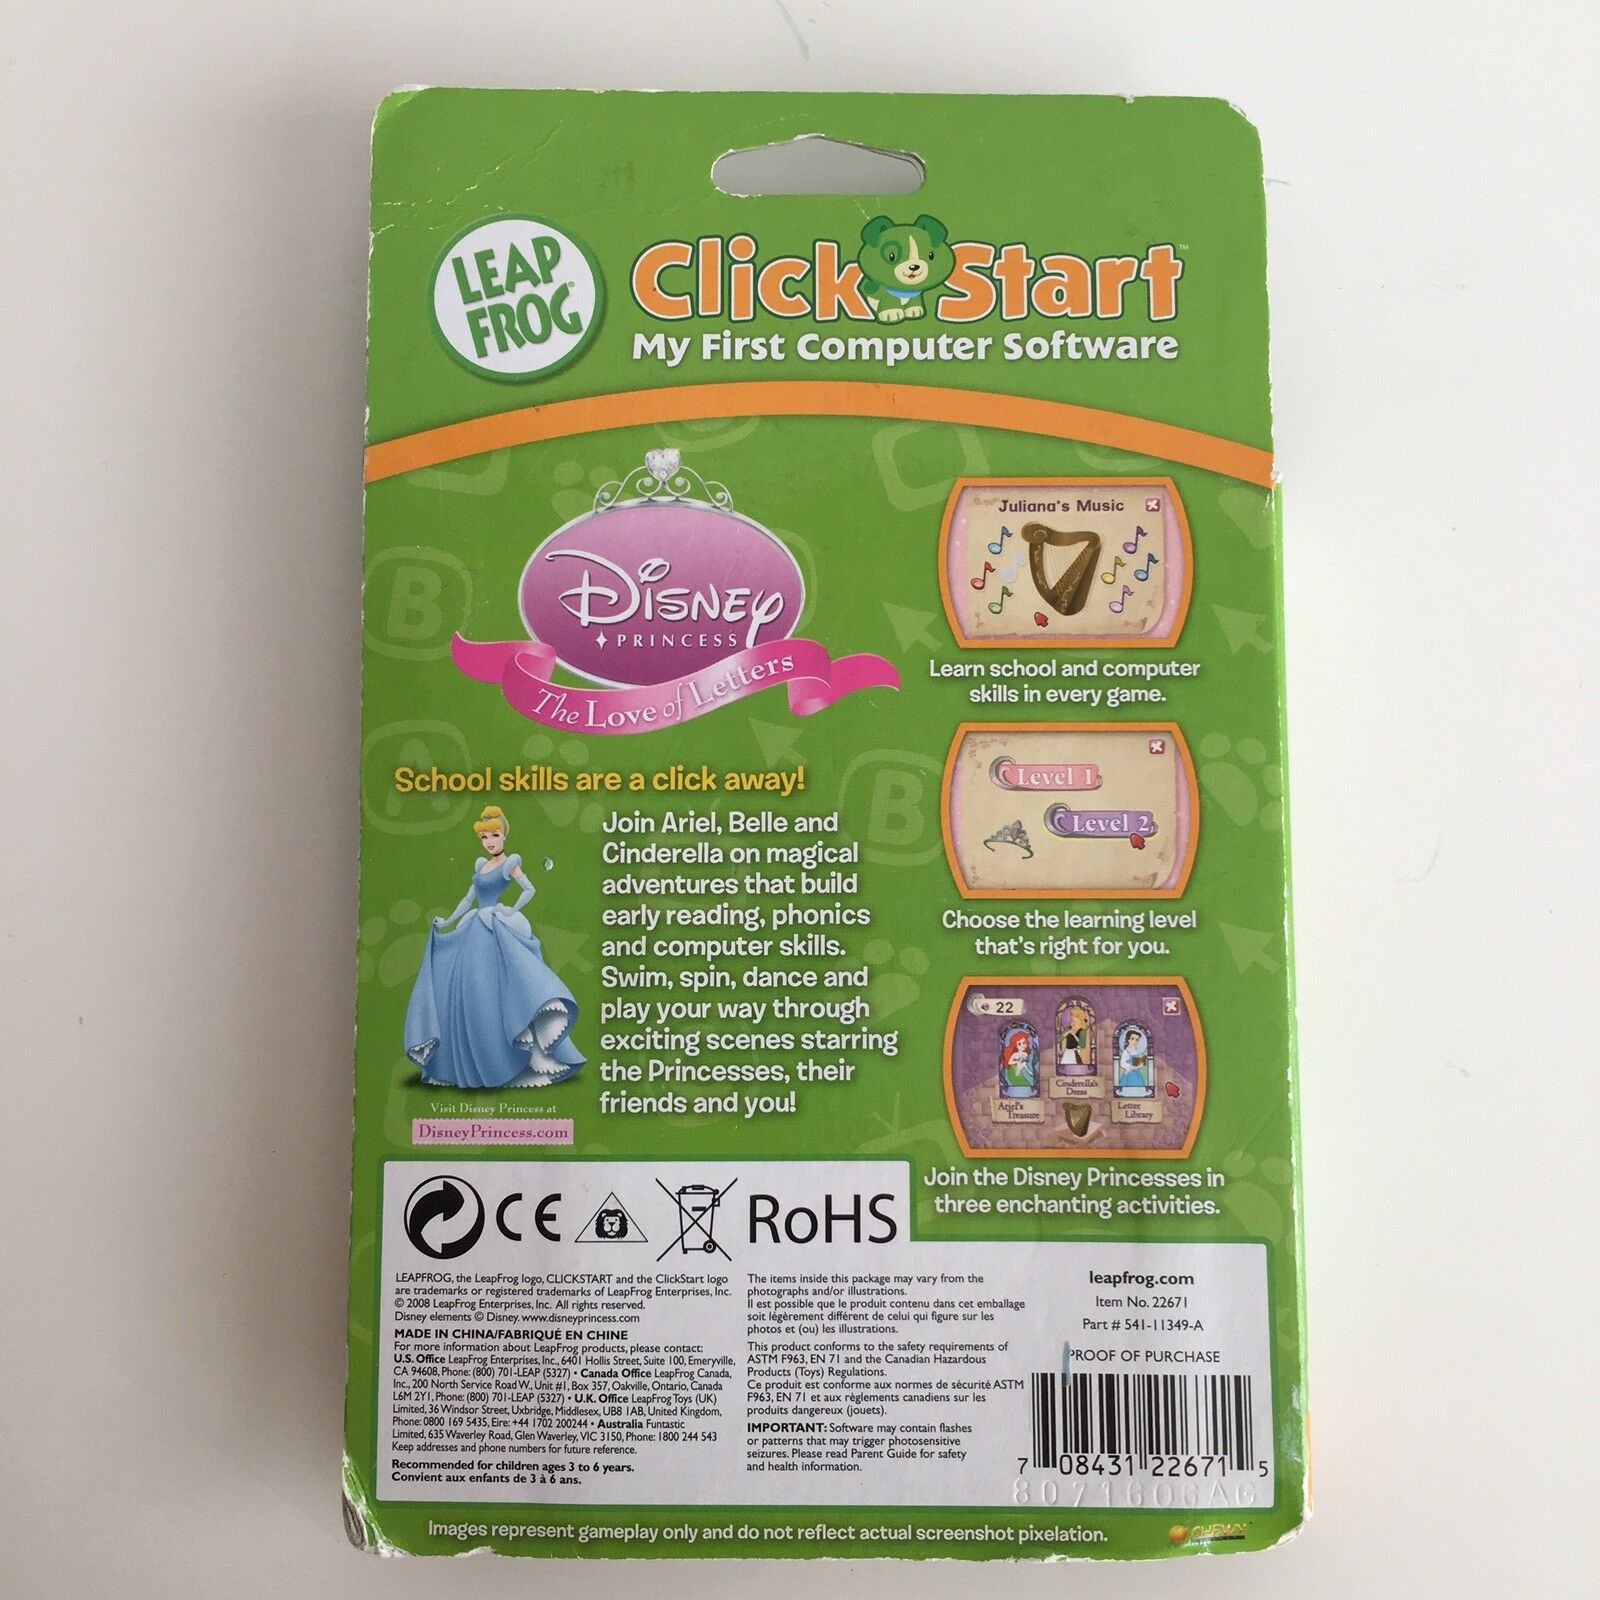 LEAP
FROG®
Click Start™
My First Computer Software
Disney
PRINCESS
The Love of Letters
School skills are a click away!
Join Ariel, Belle and
Cinderella on magical
adventures that build
early reading, phonics
and computer skills.
Swim, spin, dance and
play your way through
exciting scenes starring
the Princesses, their
friends and you!
Visit Disney Princess at
DisneyPrincess.com
Juliana's Music
Learn school and computer
skills in every game.
Level 1
Level 2
Choose the learning level
that's right for you.
22
Ariel's
Treasure
Cinderella's
Dress
Letter
Library
Join the Disney Princesses in
three enchanting activities.
CE
RoHS
LEAPFROG, the LeapFrog logo, CLICKSTART and the ClickStart logo
are trademarks or registered trademarks of LeapFrog Enterprises, Inc.
© 2008 LeapFrog Enterprises, Inc. All rights reserved.
Disney elements © Disney. www.disneyprincess.com
MADE IN CHINA/FABRIQUÉ EN CHINE
For more information about LeapFrog products, please contact:
U.S. Office LeapFrog Enterprises, Inc., 6401 Hollis Street, Suite 100, Emeryville,
CA 94608, Phone: (800) 701-LEAP (5327) • Canada Office LeapFrog Canada,
Inc., 200 North Service Road W., Unit #1, Box 357, Oakville, Ontario, Canada
L6M 2Y1, Phone: (800) 701-LEAP (5327) • U.K. Office LeapFrog Toys (UK)
Limited, 36 Windsor Street, Uxbridge, Middlesex, UB8 1AB, United Kingdom,
Phone: 0800 169 5435, Eire: +44 1702 200244 • Australia Funtastic
Limited, 635 Waverley Road, Glen Waverley, VIC 3150, Phone: 1800 244 543
Keep addresses and phone numbers for future reference.
Recommended for children ages 3 to 6 years.
Convient aux enfants de 3 à 6 ans.
The items inside this package may vary from the
photographs and/or illustrations.
Il est possible que le produit contenu dans cet emballage
soit légèrement différent de celui qui figure sur les
photos et (ou) les illustrations.
This product conforms to the safety requirements of
ASTM F963, EN 71 and the Canadian Hazardous
Products (Toys) Regulations.
Ce produit est conforme aux normes de sécurité ASTM
F963, EN 71 et aux règlements canadiens sur les
produits dangereux (jouets).
IMPORTANT: Software may contain flashes
or patterns that may trigger photosensitive
seizures. Please read Parent Guide for safety
and health information.
leapfrog.com
Item No. 22671
Part # 541-11349-A
PROOF OF PURCHASE
7 08431 22671 5
8071606AG
Images represent gameplay only and do not reflect actual screenshot pixelation.
CHEWY